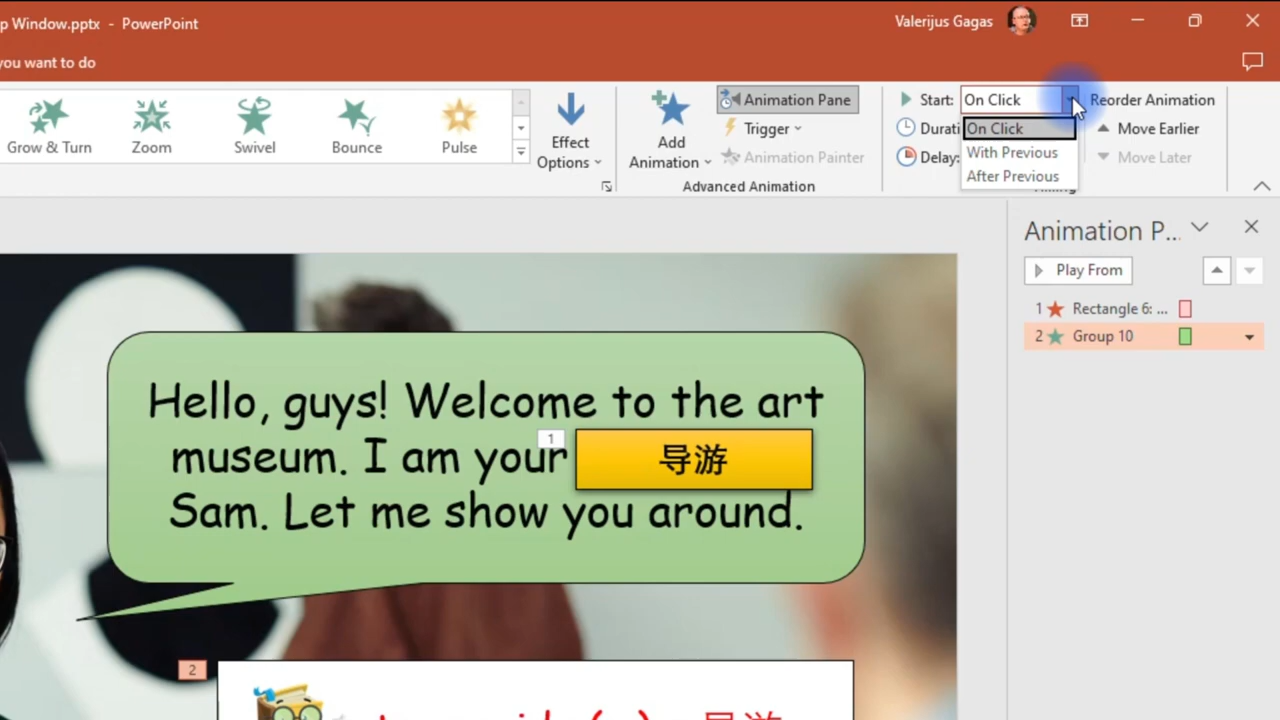 p Window.pptx - PowerPoint
Valerijus Gagas
you want to do
Grow & Turn
Zoom
Swivel
Bounce
Pulse
Effect
Options
Add
Animation
Animation Pane
Trigger
Animation Painter
Advanced Animation
Start: On Click
Durati
Delay:
On Click
With Previous
After Previous
Reorder Animation
Move Earlier
Move Later
Animation P...
Play From
1 Rectangle 6: ...
2 Group 10
Hello, guys! Welcome to the art
1
museum. I am your 导游
Sam. Let me show you around.
2